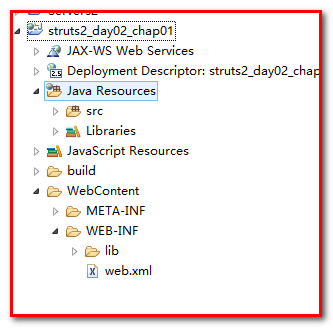 struts2_day02_chap01
JAX-WS Web Services
Deployment Descriptor: struts2_day02_chap
Java Resources
src
Libraries
JavaScript Resources
build
WebContent
META-INF
WEB-INF
lib
web.xml